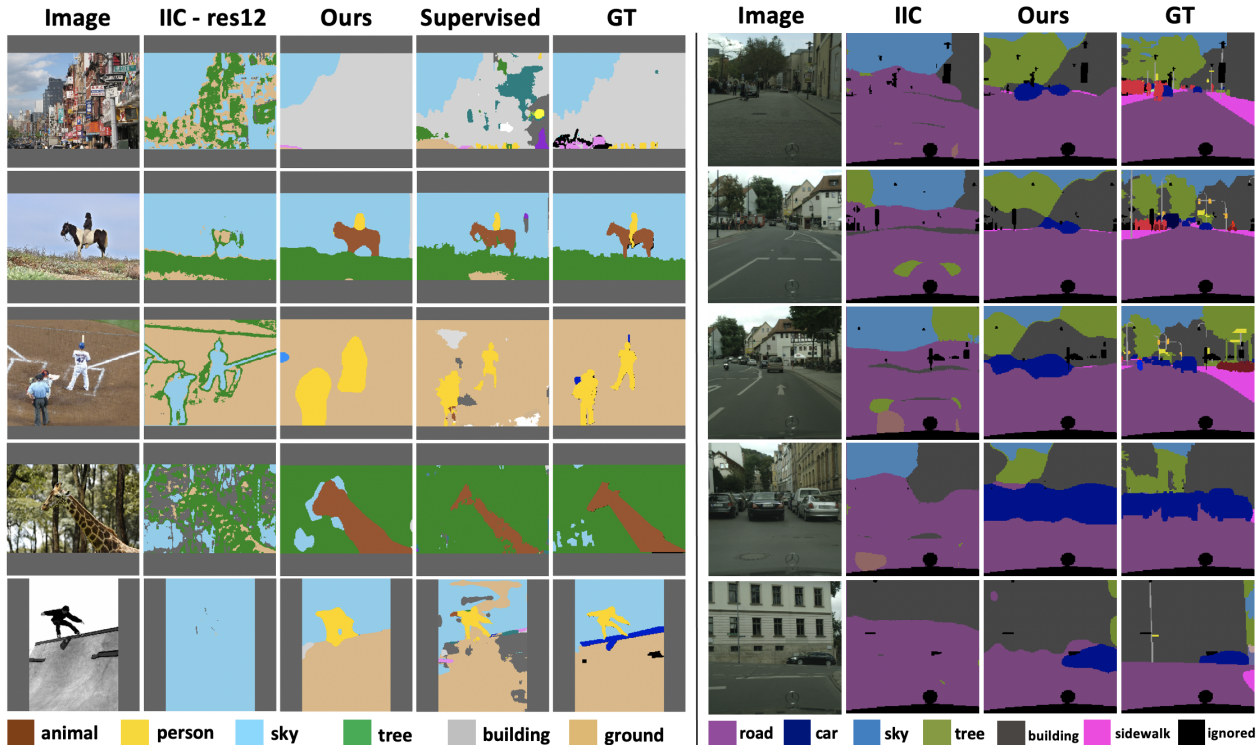 Image IIC - res12 Ours Supervised GT
Image IIC Ours GT
animal person sky tree building ground
road car sky tree building sidewalk ignored